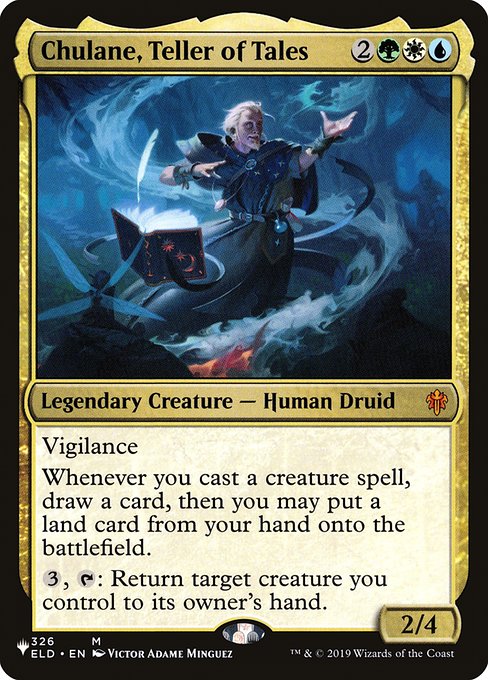 Chulane, Teller of Tales 2
Legendary Creature — Human Druid
Vigilance
Whenever you cast a creature spell,
draw a card, then you may put a
land card from your hand onto the
battlefield.
3, : Return target creature you
control to its owner's hand.
2/4
326 M
ELD • EN Victor Adame Minguez
™ & © 2019 Wizards of the Coast